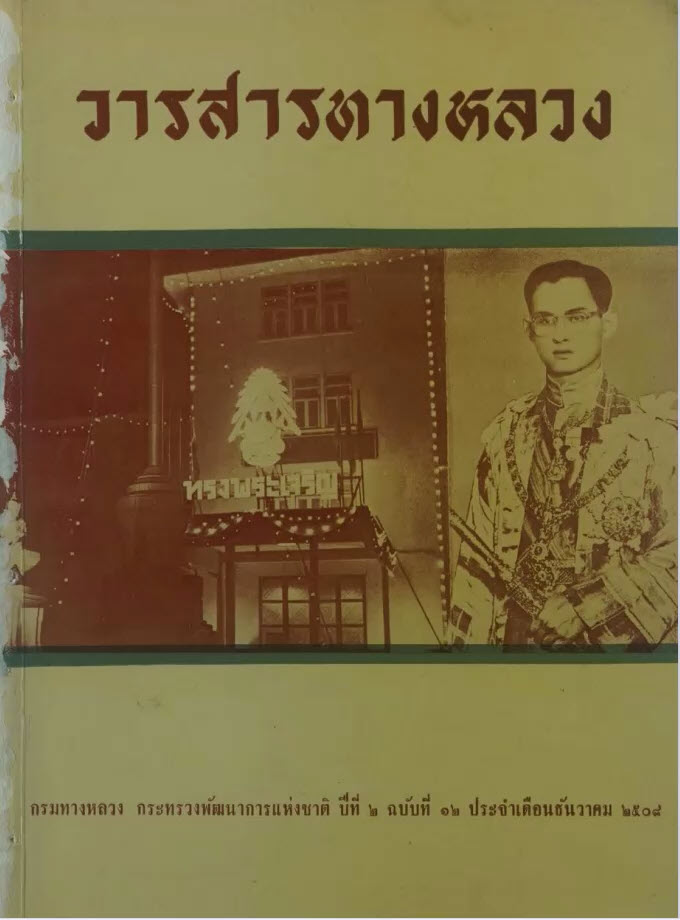 วารสารทางหลวง
ทรงพระเจริญ
กรมทางหลวง กระทรวงพัฒนาการแห่งชาติ ปีที่ ๒ ฉบับที่ ๑๒ ประจำเดือนธันวาคม ๒๕๐๘